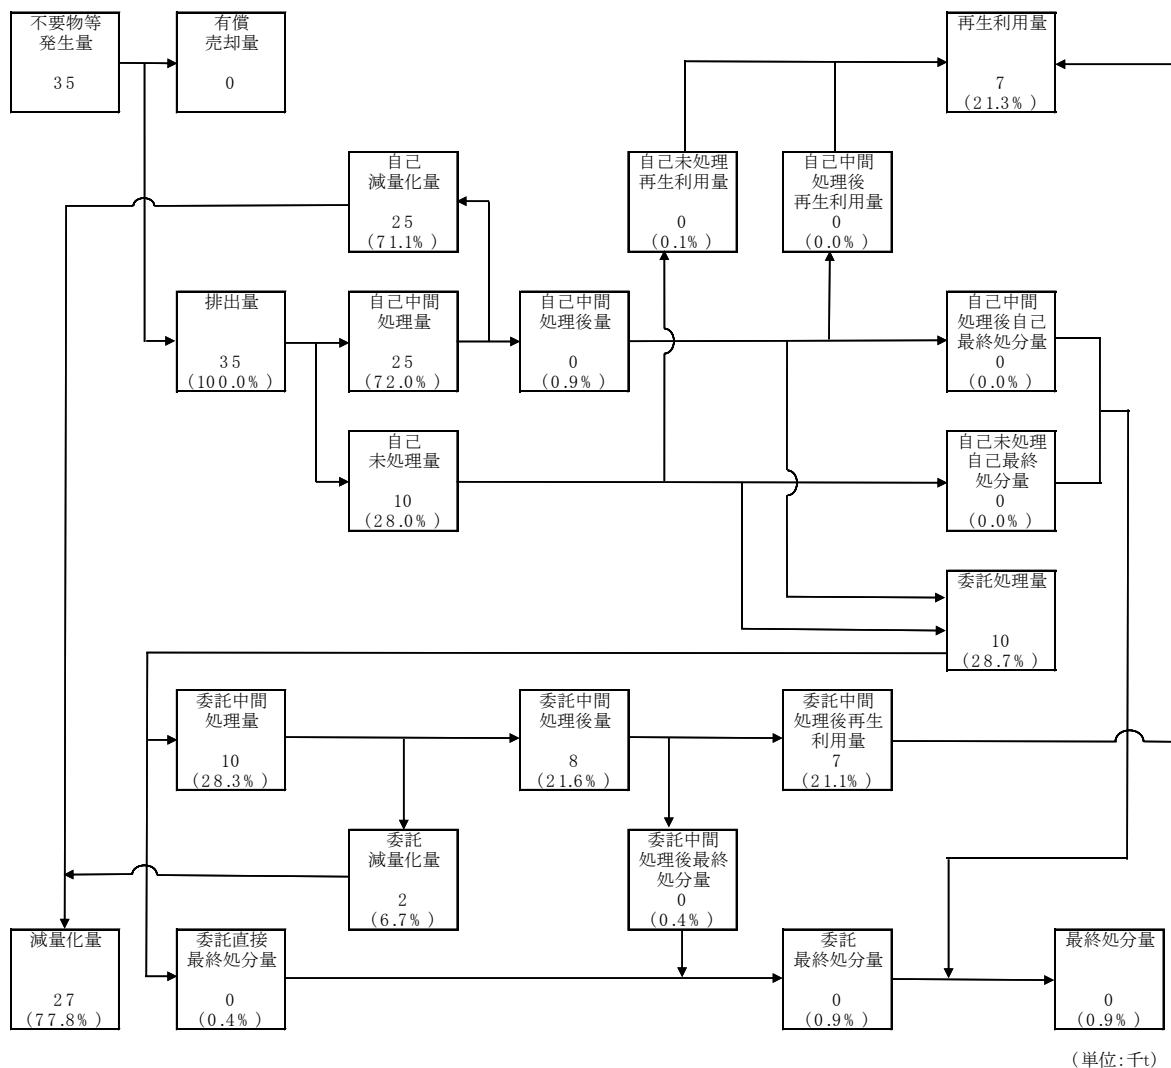 不要物等
発生量
35
有償
売却量
0
再生利用量
7
(21.3%)
自己
減量化量
25
(71.1%)
自己未処理
再生利用量
0
(0.1%)
自己中間
処理後
再生利用量
0
(0.0%)
排出量
35
(100.0%)
自己中間
処理量
25
(72.0%)
自己中間
処理後量
0
(0.9%)
自己中間
処理後自己
最終処分量
0
(0.0%)
自己
未処理量
10
(28.0%)
自己未処理
自己最終
処分量
0
(0.0%)
委託処理量
10
(28.7%)
委託中間
処理量
10
(28.3%)
委託中間
処理後量
8
(21.6%)
委託中間
処理後再生
利用量
7
(21.1%)
委託
減量化量
2
(6.7%)
委託中間
処理後最終
処分量
0
(0.4%)
減量化量
27
(77.8%)
委託直接
最終処分量
0
(0.4%)
委託
最終処分量
0
(0.9%)
最終処分量
0
(0.9%)
(単位:千t)